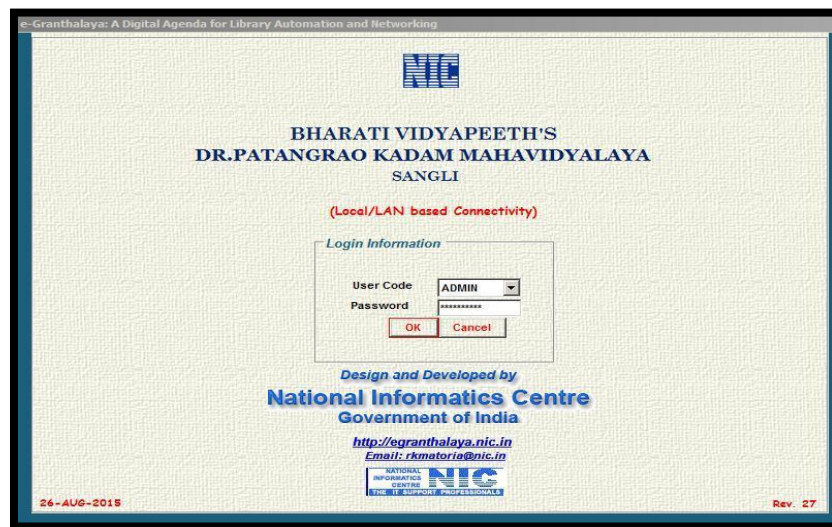 e-Granthalaya: A Digital Agenda for Library Automation and Networking
NIC
BHARATI VIDYAPEETH'S
DR.PATANGRAO KADAM MAHAVIDYALAYA
SANGLI
(Local/LAN based Connectivity)
Login Information
User Code ADMIN
Password **********
OK Cancel
Design and Developed by
National Informatics Centre
Government of India
http://egranthalaya.nic.in
Email: rkmatoria@nic.in
NATIONAL
INFORMATICS
CENTRE
NIC
THE IT SUPPORT PROFESSIONALS
26-AUG-2015
Rev. 27